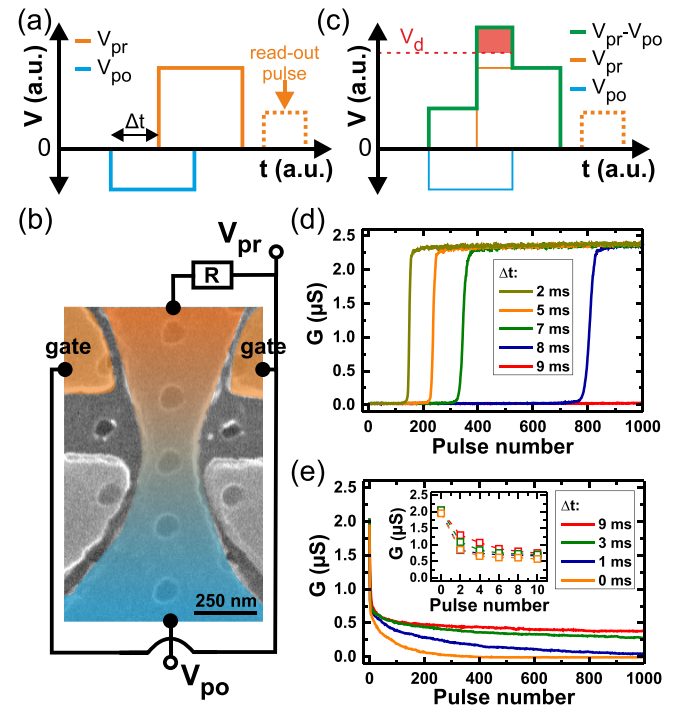 (a)
V (a.u.)
V_pr
V_po
read-out
pulse
Δt
0
t (a.u.)
(c)
V (a.u.)
V_d
V_pr-V_po
V_pr
V_po
0
t (a.u.)
(b)
V_pr
R
gate
gate
250 nm
V_po
(d)
G (µS)
2.5
2.0
1.5
1.0
0.5
0.0
Δt:
2 ms
5 ms
7 ms
8 ms
9 ms
0 200 400 600 800 1000
Pulse number
(e)
G (µS)
2.5
2.0
1.5
1.0
0.5
0.0
G (µS)
2.5
2.0
1.5
1.0
0.5
0.0
0 2 4 6 8 10
Pulse number
Δt:
9 ms
3 ms
1 ms
0 ms
0 200 400 600 800 1000
Pulse number